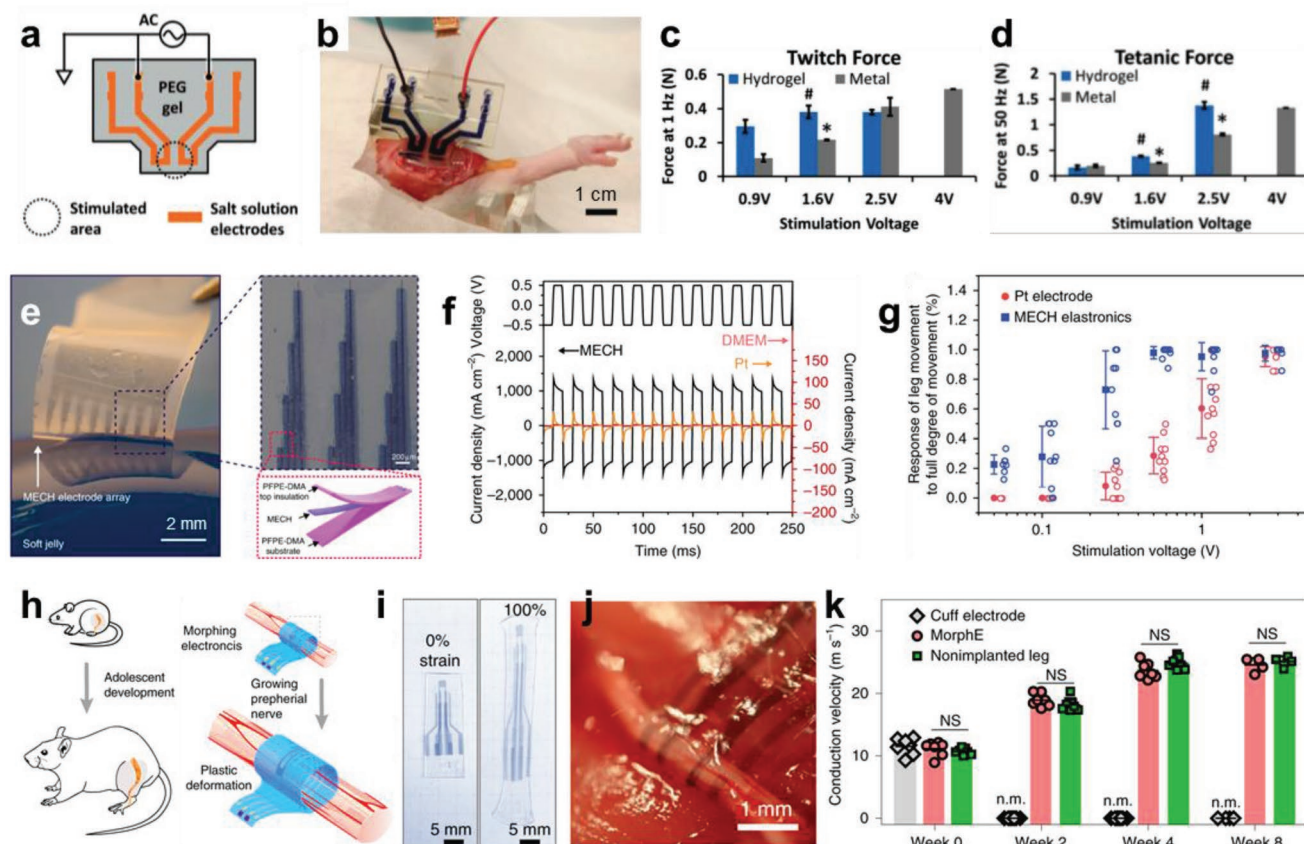 a
AC
PEG
gel
Stimulated
area
Salt solution
electrodes
b
1 cm
c
Twitch Force
Hydrogel
Metal
Force at 1 Hz (N)
0.6
0.4
0.2
0
#
*
0.9V
1.6V
2.5V
4V
Stimulation Voltage
d
Tetanic Force
Hydrogel
Metal
Force at 50 Hz (N)
2
1.5
1
0.5
0
#
*
#
*
0.9V
1.6V
2.5V
4V
Stimulation Voltage
e
MECH electrode array
Soft jelly
2 mm
200 μm
PFPE-DMA
top insulation
MECH
PFPE-DMA
substrate
f
Voltage (V)
0.5
0.0
−0.5
DMEM
MECH
Pt
Current density (mA cm⁻²)
2,000
1,000
0
−1,000
−2,000
Current density (mA cm⁻²)
150
100
50
0
−50
−100
−150
−200
0
50
100
150
200
250
Time (ms)
g
Pt electrode
MECH elastronics
Response of leg movement
to full degree of movement (%)
1.4
1.2
1.0
0.8
0.6
0.4
0.2
0.0
0.1
1
Stimulation voltage (V)
h
Adolescent
development
Morphing
electroncis
Growing
prepherial
nerve
Plastic
deformation
i
0%
strain
100%
5 mm
5 mm
j
1 mm
k
Cuff electrode
MorphE
Nonimplanted leg
Conduction velocity (m s⁻¹)
30
20
10
0
NS
NS
NS
NS
n.m.
n.m.
n.m.
Week 0
Week 2
Week 4
Week 8